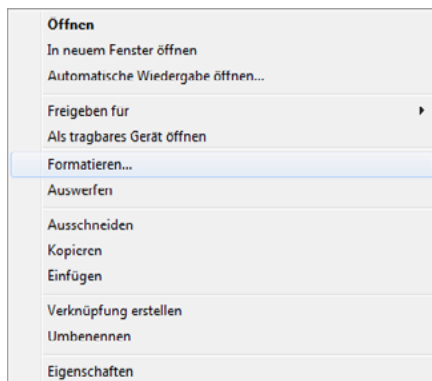 Öffnen
In neuem Fenster öffnen
Automatische Wiedergabe öffnen...
Freigeben für
Als tragbares Gerät öffnen
Formatieren...
Auswerfen
Ausschneiden
Kopieren
Einfügen
Verknüpfung erstellen
Umbenennen
Eigenschaften